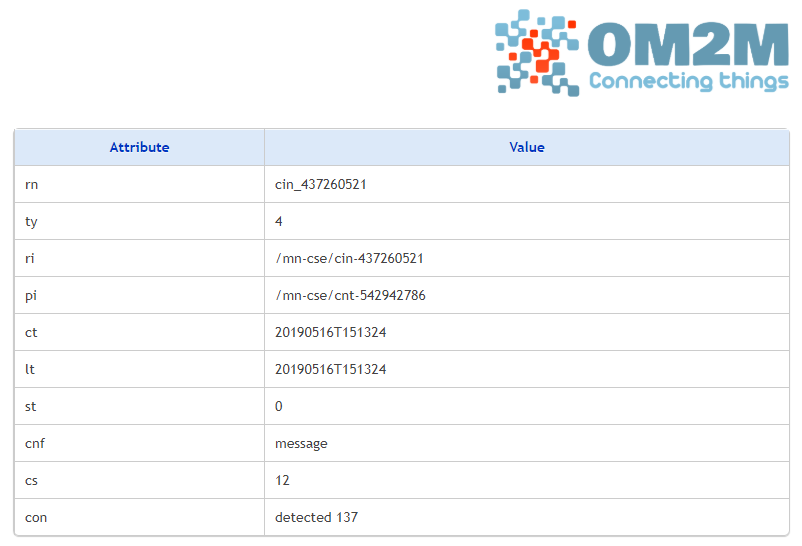 OM2M
Connecting things
Attribute Value
rn cin_437260521
ty 4
ri /mn-cse/cin-437260521
pi /mn-cse/cnt-542942786
ct 20190516T151324
lt 20190516T151324
st 0
cnf message
cs 12
con detected 137